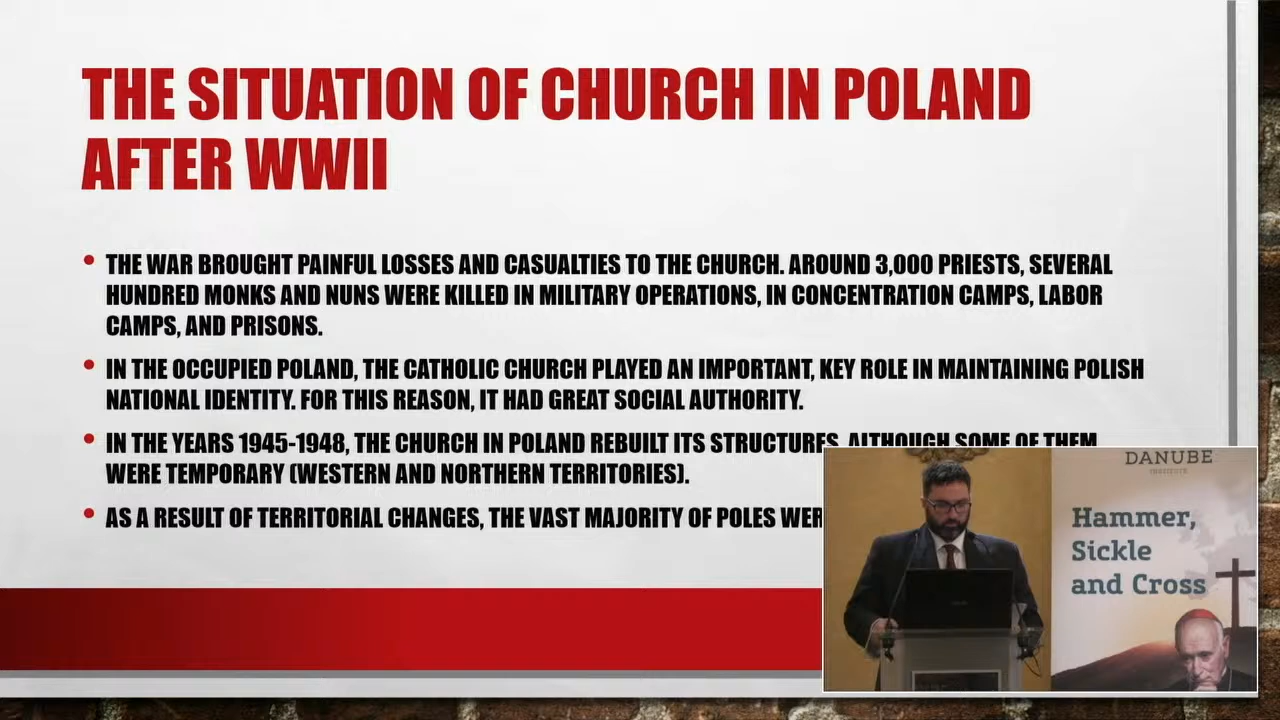 THE SITUATION OF CHURCH IN POLAND
AFTER WWII
• THE WAR BROUGHT PAINFUL LOSSES AND CASUALTIES TO THE CHURCH. AROUND 3,000 PRIESTS, SEVERAL
HUNDRED MONKS AND NUNS WERE KILLED IN MILITARY OPERATIONS, IN CONCENTRATION CAMPS, LABOR
CAMPS, AND PRISONS.
• IN THE OCCUPIED POLAND, THE CATHOLIC CHURCH PLAYED AN IMPORTANT, KEY ROLE IN MAINTAINING POLISH
NATIONAL IDENTITY. FOR THIS REASON, IT HAD GREAT SOCIAL AUTHORITY.
• IN THE YEARS 1945-1948, THE CHURCH IN POLAND REBUILT ITS STRUCTURES, ALTHOUGH SOME OF THEM
WERE TEMPORARY (WESTERN AND NORTHERN TERRITORIES).
• AS A RESULT OF TERRITORIAL CHANGES, THE VAST MAJORITY OF POLES WER
DANUBE
INSTITUTE
Hammer,
Sickle
and Cross